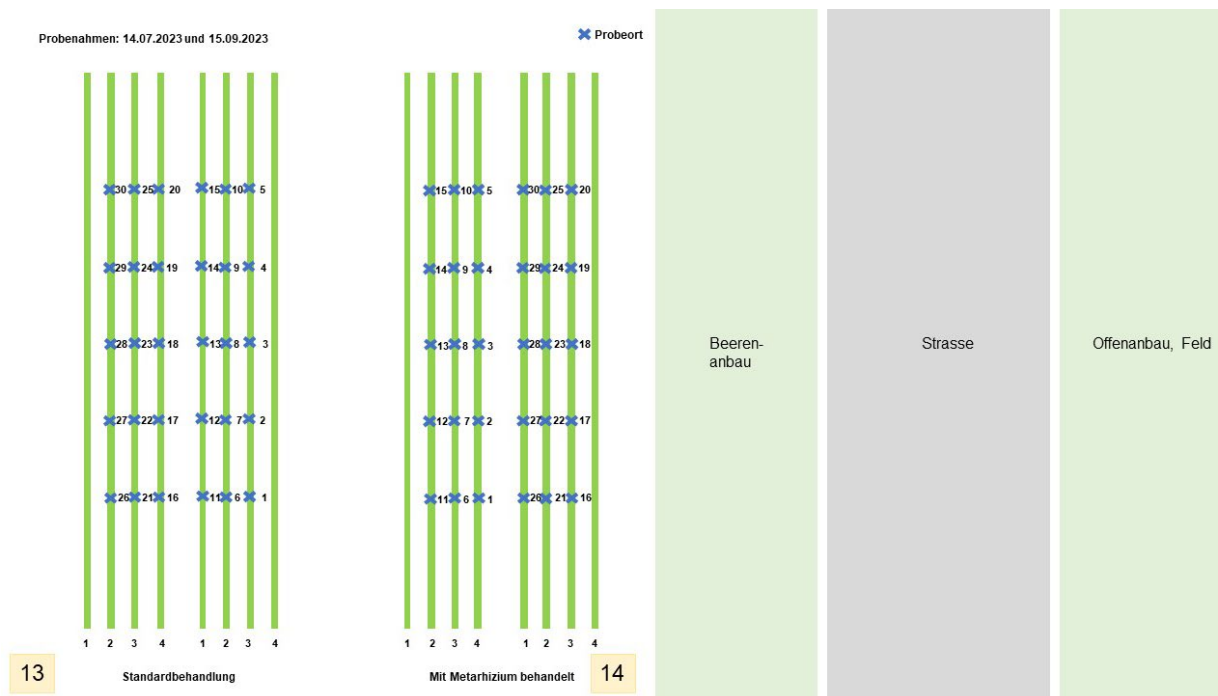 Probenahmen: 14.07.2023 und 15.09.2023
Probeort
30 25 20 15 10 5
15 10 5 30 25 20
29 24 19 14 9 4
14 9 4 29 24 19
28 23 18 13 8 3
13 8 3 28 23 18
Beeren-
anbau
Strasse
Offenanbau, Feld
27 22 17 12 7 2
12 7 2 27 22 17
26 21 16 11 6 1
11 6 1 26 21 16
1 2 3 4 1 2 3 4
1 2 3 4 1 2 3 4
13
Standardbehandlung
Mit Metarhizium behandelt
14